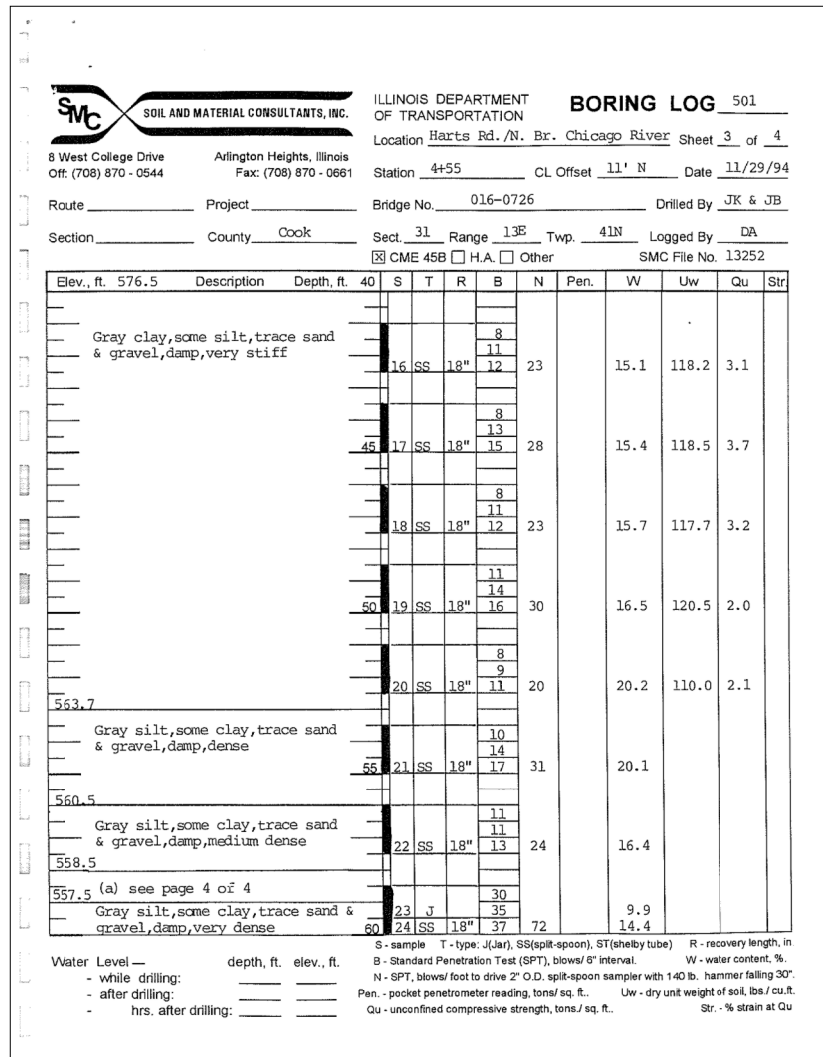 SMC SOIL AND MATERIAL CONSULTANTS, INC.
8 West College Drive Arlington Heights, Illinois
Off: (708) 870 - 0544 Fax: (708) 870 - 0661
ILLINOIS DEPARTMENT
OF TRANSPORTATION
BORING LOG 501
Location Harts Rd./N. Br. Chicago River Sheet 3 of 4
Station 4+55 CL Offset 11' N Date 11/29/94
Route Project Bridge No. 016-0726 Drilled By JK & JB
Section County Cook Sect. 31 Range 13E Twp. 41N Logged By DA
☒ CME 45B ☐ H.A. ☐ Other SMC File No. 13252
Elev., ft. 576.5 Description Depth, ft. 40 S T R B N Pen. W Uw Qu Str.
Gray clay,some silt,trace sand 8
& gravel,damp,very stiff 11
16 SS 18" 12 23 15.1 118.2 3.1
8
13
45 17 SS 18" 15 28 15.4 118.5 3.7
8
11
18 SS 18" 12 23 15.7 117.7 3.2
11
14
50 19 SS 18" 16 30 16.5 120.5 2.0
8
9
20 SS 18" 11 20 20.2 110.0 2.1
563.7
Gray silt,some clay,trace sand 10
& gravel,damp,dense 14
55 21 SS 18" 17 31 20.1
560.5
11
Gray silt,some clay,trace sand 11
& gravel,damp,medium dense 22 SS 18" 13 24 16.4
558.5
557.5 (a) see page 4 of 4 30
Gray silt,some clay,trace sand & 23 J 35 9.9
gravel,damp,very dense 60 24 SS 18" 37 72 14.4
S - sample T - type: J(Jar), SS(split-spoon), ST(shelby tube) R - recovery length, in.
Water Level — depth, ft. elev., ft. B - Standard Penetration Test (SPT), blows/ 6" interval. W - water content, %.
- while drilling: N - SPT, blows/ foot to drive 2" O.D. split-spoon sampler with 140 lb. hammer falling 30".
- after drilling: Pen. - pocket penetrometer reading, tons/ sq. ft.. Uw - dry unit weight of soil, lbs./ cu.ft.
- hrs. after drilling: Qu - unconfined compressive strength, tons./ sq. ft.. Str. - % strain at Qu